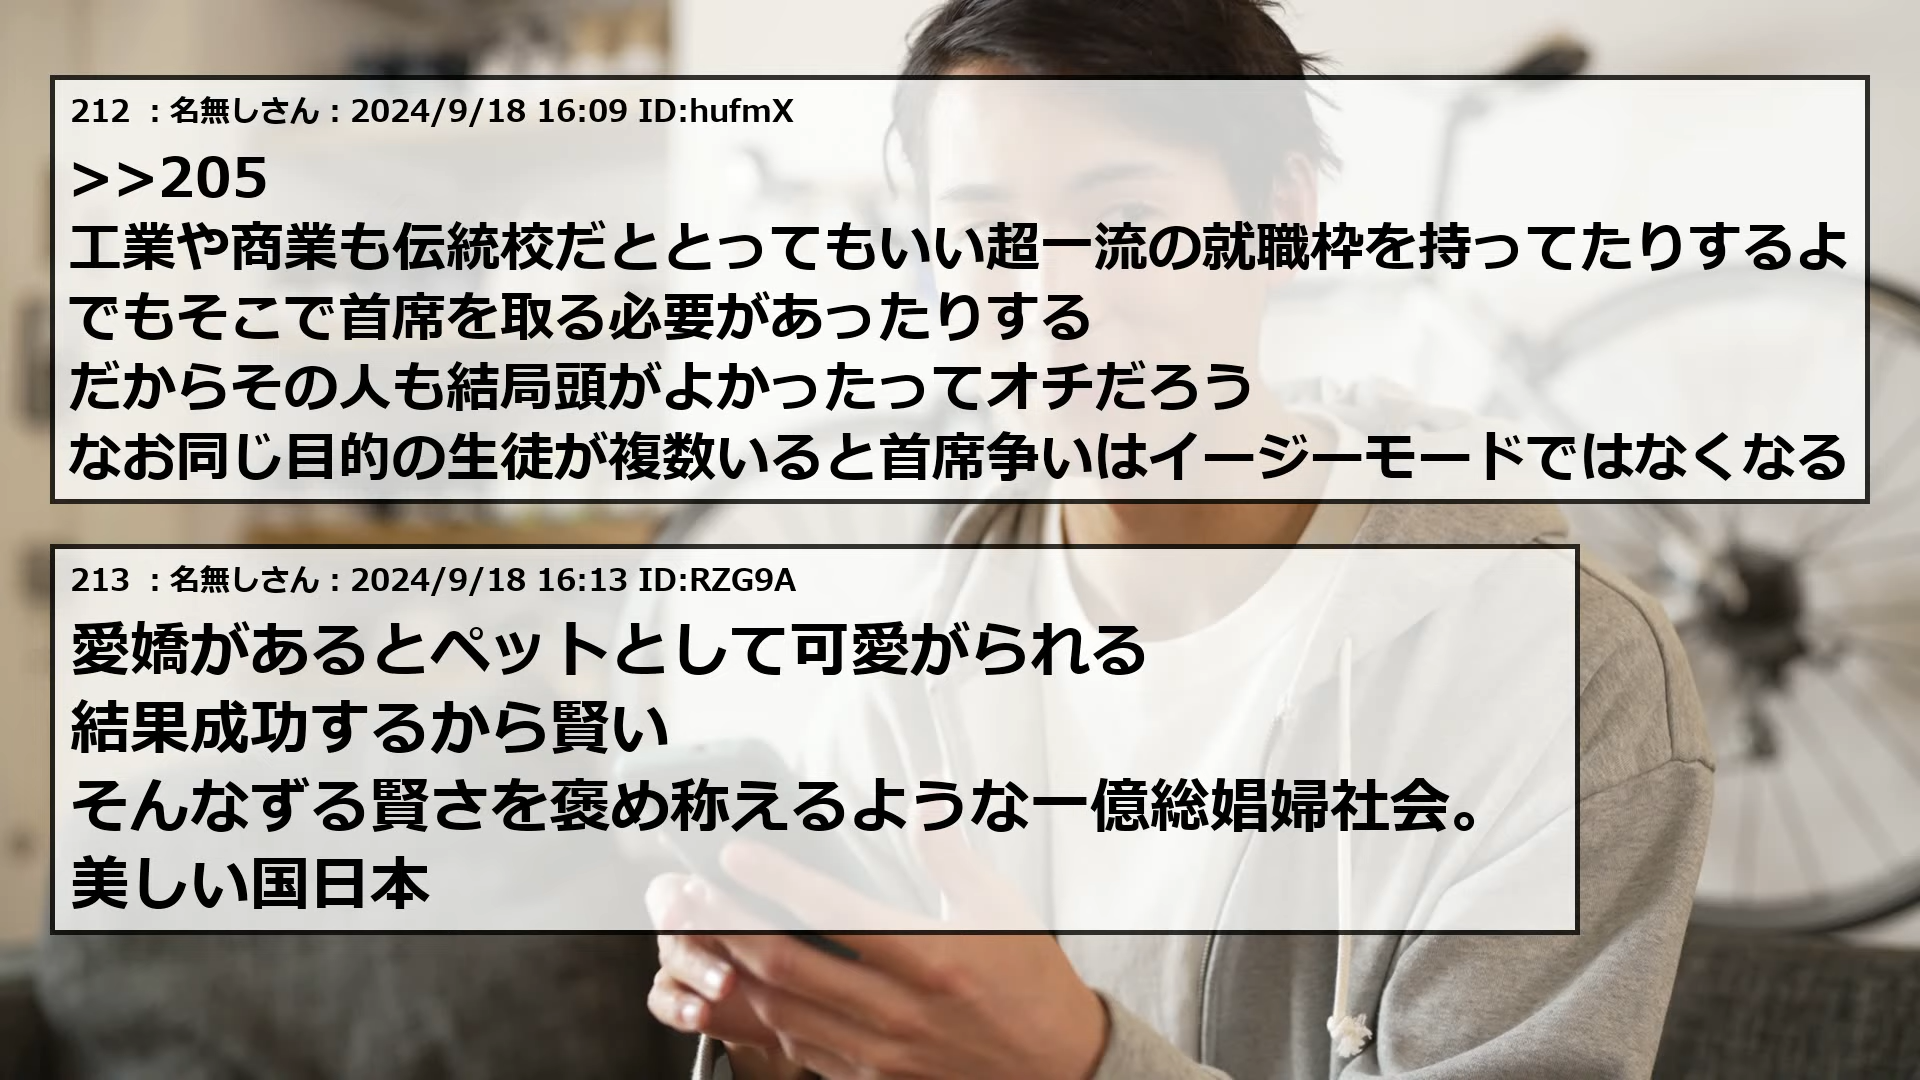 212 ：名無しさん：2024/9/18 16:09 ID:hufmX
>>205
工業や商業も伝統校だととってもいい超一流の就職枠を持ってたりするよ
でもそこで首席を取る必要があったりする
だからその人も結局頭がよかったってオチだろう
なお同じ目的の生徒が複数いると首席争いはイージーモードではなくなる
213 ：名無しさん：2024/9/18 16:13 ID:RZG9A
愛嬌があるとペットとして可愛がられる
結果成功するから賢い
そんなずる賢さを褒め称えるような一億総娼婦社会。
美しい国日本